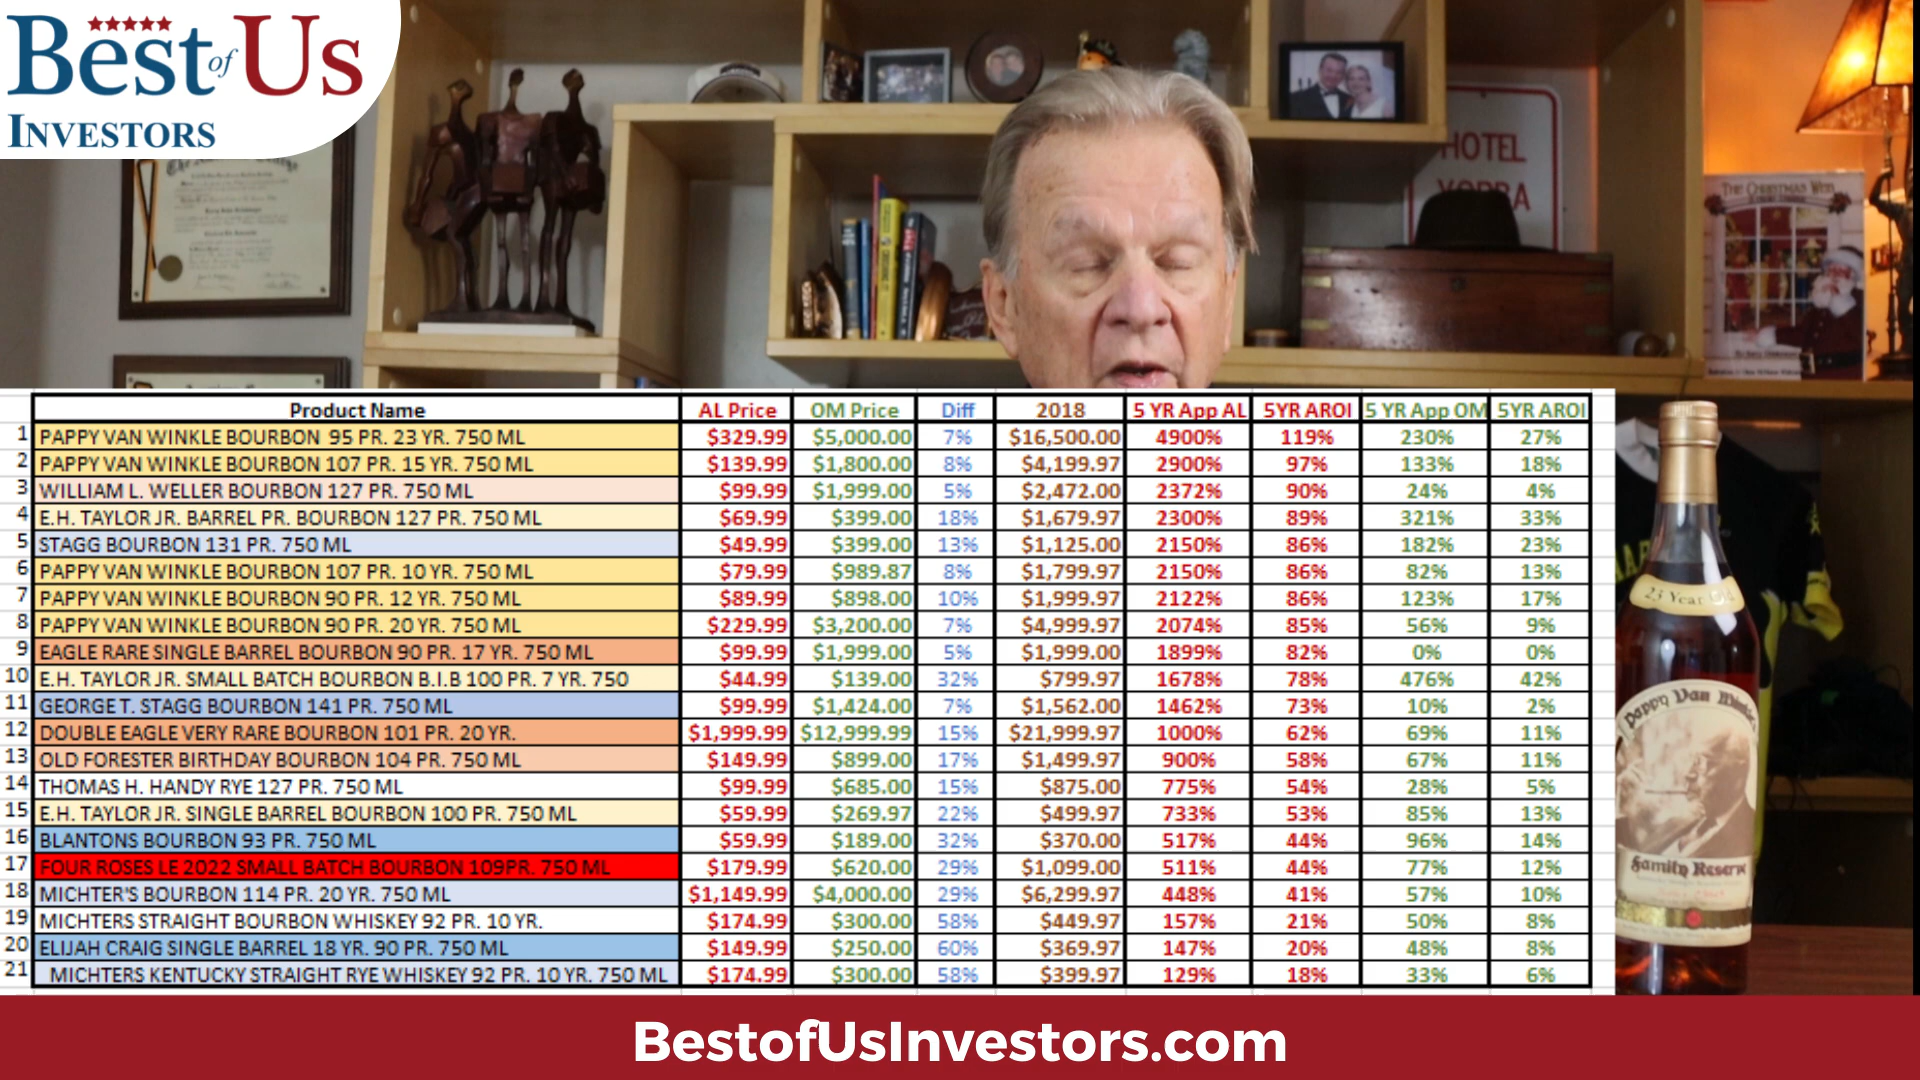 Best of Us
INVESTORS
HOTEL
THE CHRISTMAS WISH
Product Name AL Price OM Price Diff 2018 5 YR App AL 5YR AROI 5 YR App OM 5YR AROI
1 PAPPY VAN WINKLE BOURBON 95 PR. 23 YR. 750 ML $329.99 $5,000.00 7% $16,500.00 4900% 119% 230% 27%
2 PAPPY VAN WINKLE BOURBON 107 PR. 15 YR. 750 ML $139.99 $1,800.00 8% $4,199.97 2900% 97% 133% 18%
3 WILLIAM L. WELLER BOURBON 127 PR. 750 ML $99.99 $1,999.00 5% $2,472.00 2372% 90% 24% 4%
4 E.H. TAYLOR JR. BARREL PR. BOURBON 127 PR. 750 ML $69.99 $399.00 18% $1,679.97 2300% 89% 321% 33%
5 STAGG BOURBON 131 PR. 750 ML $49.99 $399.00 13% $1,125.00 2150% 86% 182% 23%
6 PAPPY VAN WINKLE BOURBON 107 PR. 10 YR. 750 ML $79.99 $989.87 8% $1,799.97 2150% 86% 82% 13%
7 PAPPY VAN WINKLE BOURBON 90 PR. 12 YR. 750 ML $89.99 $898.00 10% $1,999.97 2122% 86% 123% 17%
8 PAPPY VAN WINKLE BOURBON 90 PR. 20 YR. 750 ML $229.99 $3,200.00 7% $4,999.97 2074% 85% 56% 9%
9 EAGLE RARE SINGLE BARREL BOURBON 90 PR. 17 YR. 750 ML $99.99 $1,999.00 5% $1,999.00 1899% 82% 0% 0%
10 E.H. TAYLOR JR. SMALL BATCH BOURBON B.I.B 100 PR. 7 YR. 750 $44.99 $139.00 32% $799.97 1678% 78% 476% 42%
11 GEORGE T. STAGG BOURBON 141 PR. 750 ML $99.99 $1,424.00 7% $1,562.00 1462% 73% 10% 2%
12 DOUBLE EAGLE VERY RARE BOURBON 101 PR. 20 YR. $1,999.99 $12,999.99 15% $21,999.97 1000% 62% 69% 11%
13 OLD FORESTER BIRTHDAY BOURBON 104 PR. 750 ML $149.99 $899.00 17% $1,499.97 900% 58% 67% 11%
14 THOMAS H. HANDY RYE 127 PR. 750 ML $99.99 $685.00 15% $875.00 775% 54% 28% 5%
15 E.H. TAYLOR JR. SINGLE BARREL BOURBON 100 PR. 750 ML $59.99 $269.97 22% $499.97 733% 53% 85% 13%
16 BLANTONS BOURBON 93 PR. 750 ML $59.99 $189.00 32% $370.00 517% 44% 96% 14%
17 FOUR ROSES LE 2022 SMALL BATCH BOURBON 109PR. 750 ML $179.99 $620.00 29% $1,099.00 511% 44% 77% 12%
18 MICHTER'S BOURBON 114 PR. 20 YR. 750 ML $1,149.99 $4,000.00 29% $6,299.97 448% 41% 57% 10%
19 MICHTERS STRAIGHT BOURBON WHISKEY 92 PR. 10 YR. $174.99 $300.00 58% $449.97 157% 21% 50% 8%
20 ELIJAH CRAIG SINGLE BARREL 18 YR. 90 PR. 750 ML $149.99 $250.00 60% $369.97 147% 20% 48% 8%
21 MICHTERS KENTUCKY STRAIGHT RYE WHISKEY 92 PR. 10 YR. 750 ML $174.99 $300.00 58% $399.97 129% 18% 33% 6%
23 Year Old
Pappy Van Winkle
Family Reserve
BestofUsInvestors.com